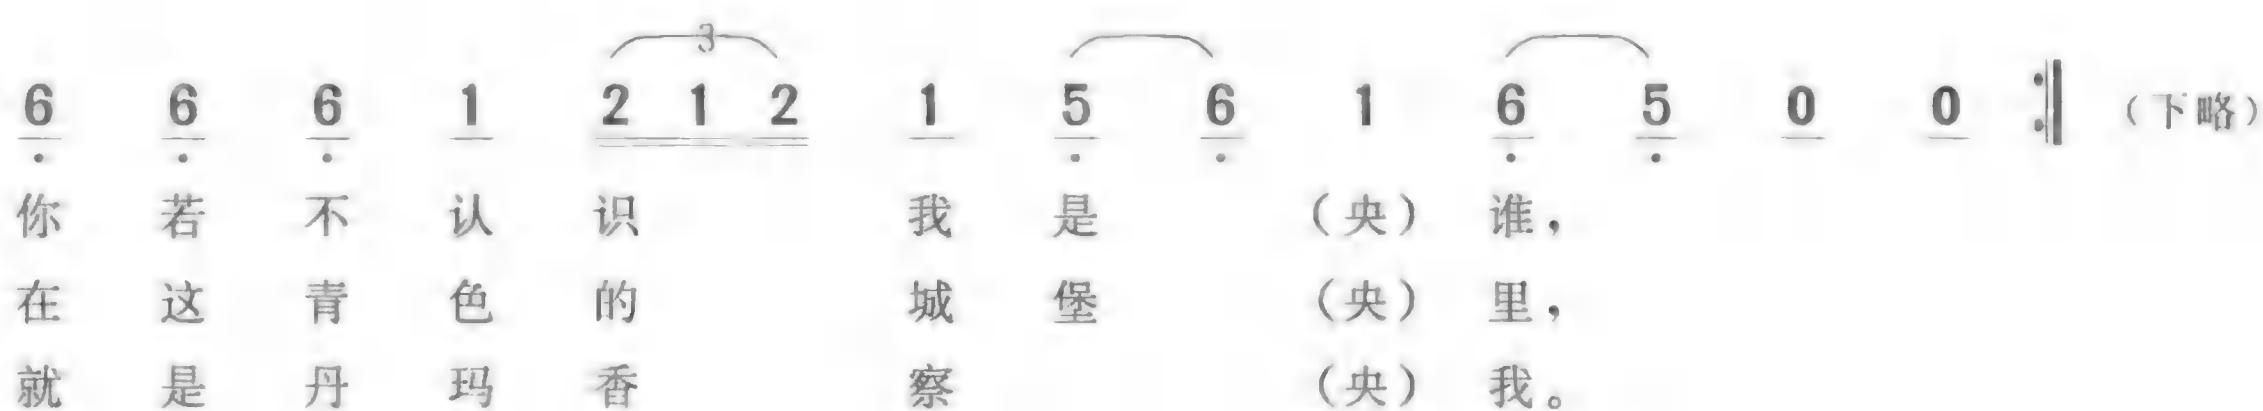 3
6 6 6 1 2 1 2 1 5 6 1 6 5 0 0 （下略）
你 若 不 认 识 我 是 （央） 谁，
在 这 青 色 的 城 堡 （央） 里，
就 是 丹 玛 香 察 （央） 我。